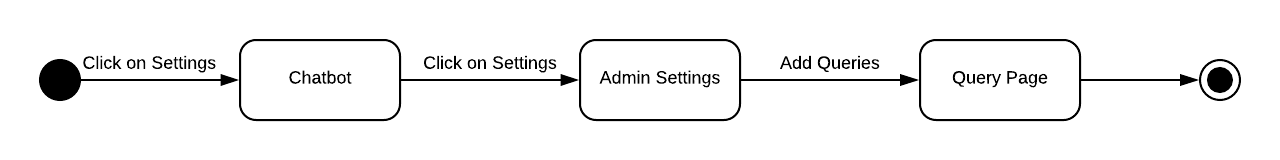 Click on Settings
Chatbot
Click on Settings
Admin Settings
Add Queries
Query Page